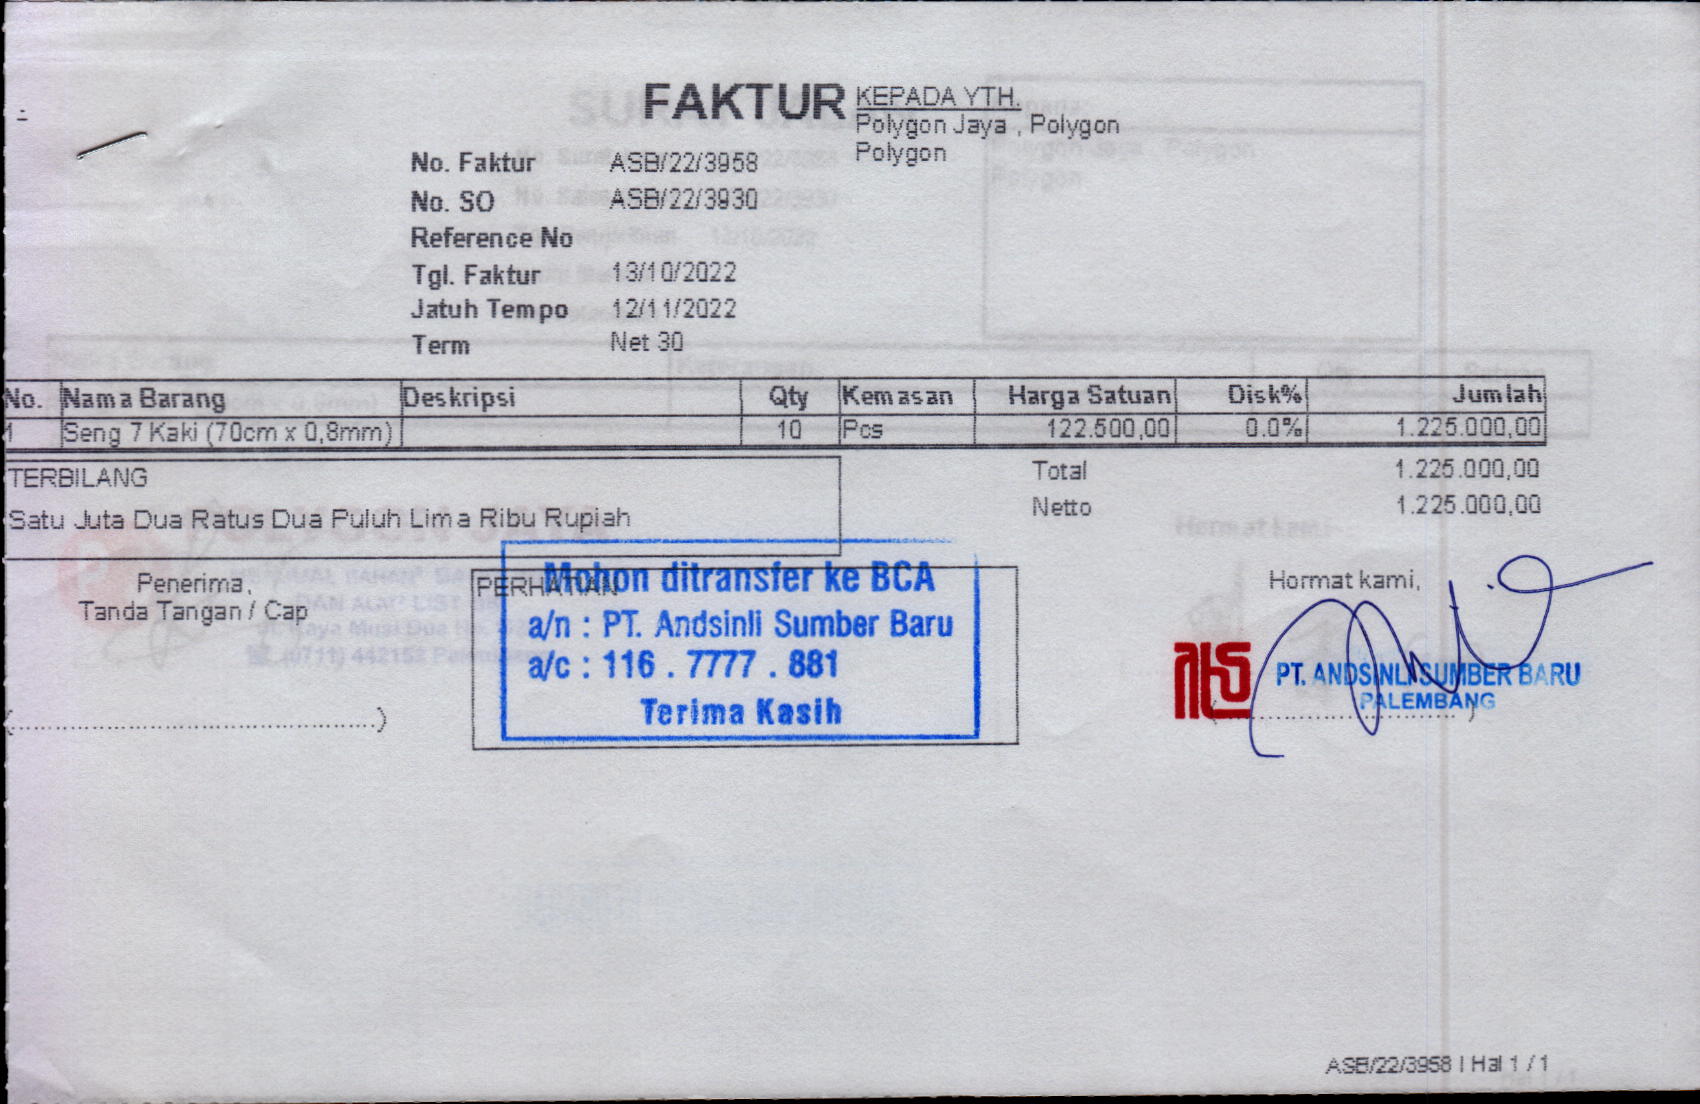 FAKTUR
KEPADA YTH.
Polygon Jaya , Polygon
Polygon
No. Faktur ASB/22/3958
No. SO ASB/22/3930
Reference No
Tgl. Faktur 13/10/2022
Jatuh Tempo 12/11/2022
Term Net 30
No. Nama Barang Deskripsi Qty Kemasan Harga Satuan Disk% Jumlah
1 Seng 7 Kaki (70cm x 0,8mm) 10 Pcs 122.500,00 0.0% 1.225.000,00
TERBILANG
Satu Juta Dua Ratus Dua Puluh Lima Ribu Rupiah
Total 1.225.000,00
Netto 1.225.000,00
Penerima,
Tanda Tangan / Cap
(..............................................................)
PERHATIAN
Mohon ditransfer ke BCA
a/n : PT. Andsinli Sumber Baru
a/c : 116 . 7777 . 881
Terima Kasih
Hormat kami,
PT. ANDSINLI SUMBER BARU
PALEMBANG
ASB/22/3958 | Hal 1 / 1